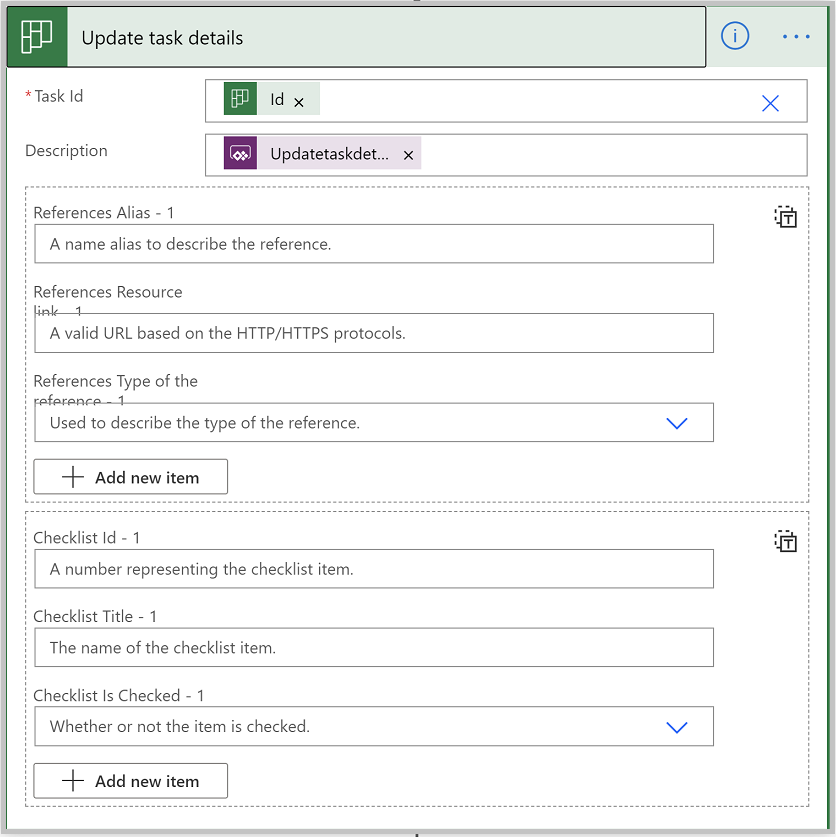 Update task details
* Task Id
Id
Description
Updatetaskdet...
References Alias - 1
A name alias to describe the reference.
References Resource
link - 1
A valid URL based on the HTTP/HTTPS protocols.
References Type of the
reference - 1
Used to describe the type of the reference.
Add new item
Checklist Id - 1
A number representing the checklist item.
Checklist Title - 1
The name of the checklist item.
Checklist Is Checked - 1
Whether or not the item is checked.
Add new item